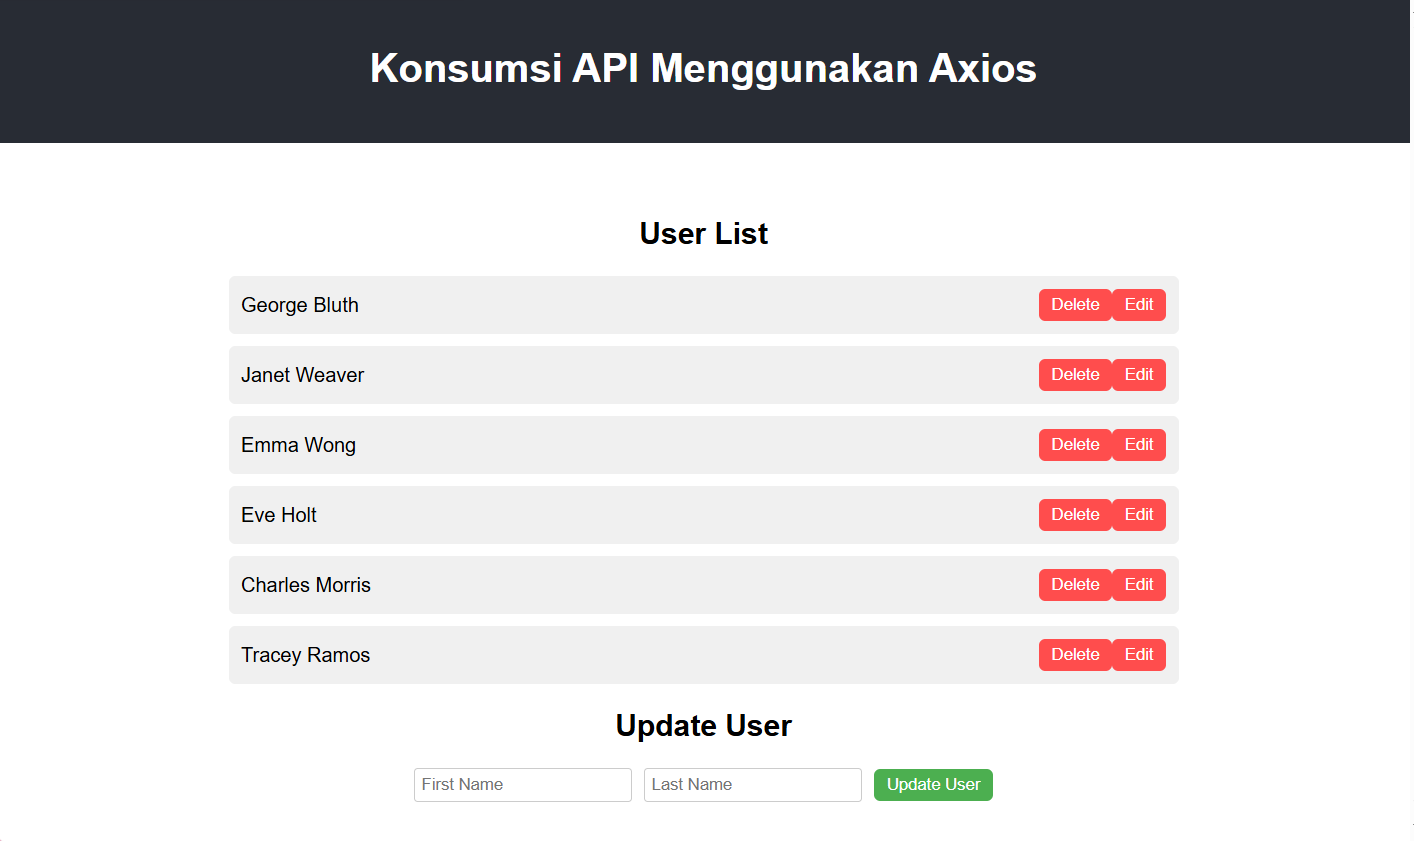 Konsumsi API Menggunakan Axios
User List
George Bluth Delete Edit
Janet Weaver Delete Edit
Emma Wong Delete Edit
Eve Holt Delete Edit
Charles Morris Delete Edit
Tracey Ramos Delete Edit
Update User
First Name Last Name Update User